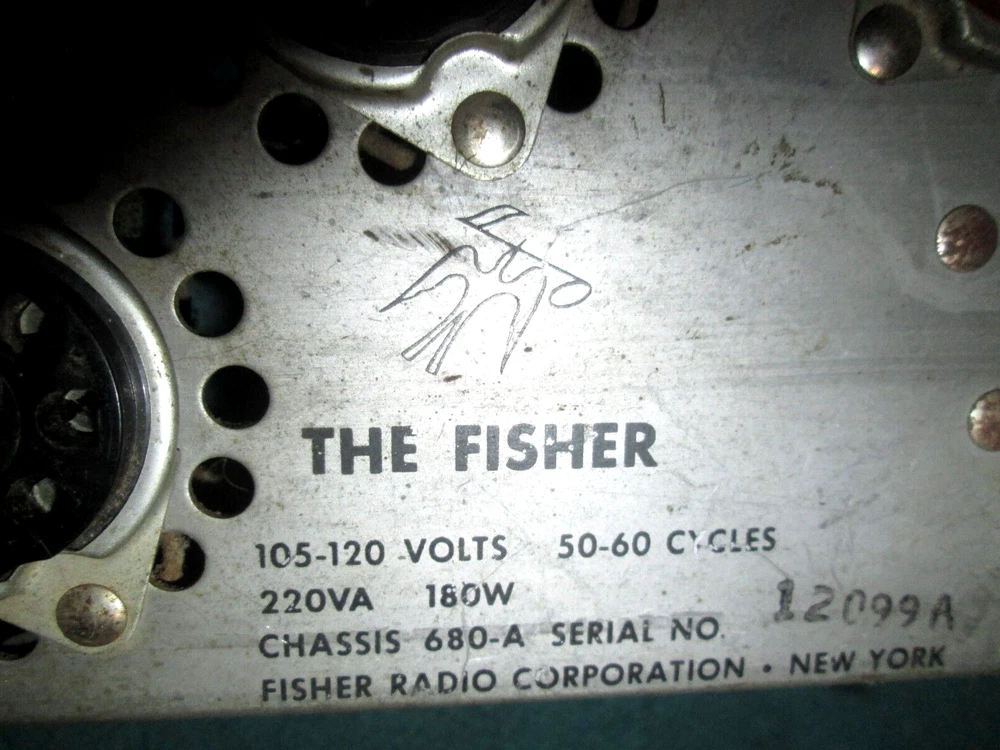 THE FISHER
105-120 VOLTS 50-60 CYCLES
220VA 180W
CHASSIS 680-A SERIAL NO. 12099A
FISHER RADIO CORPORATION • NEW YORK